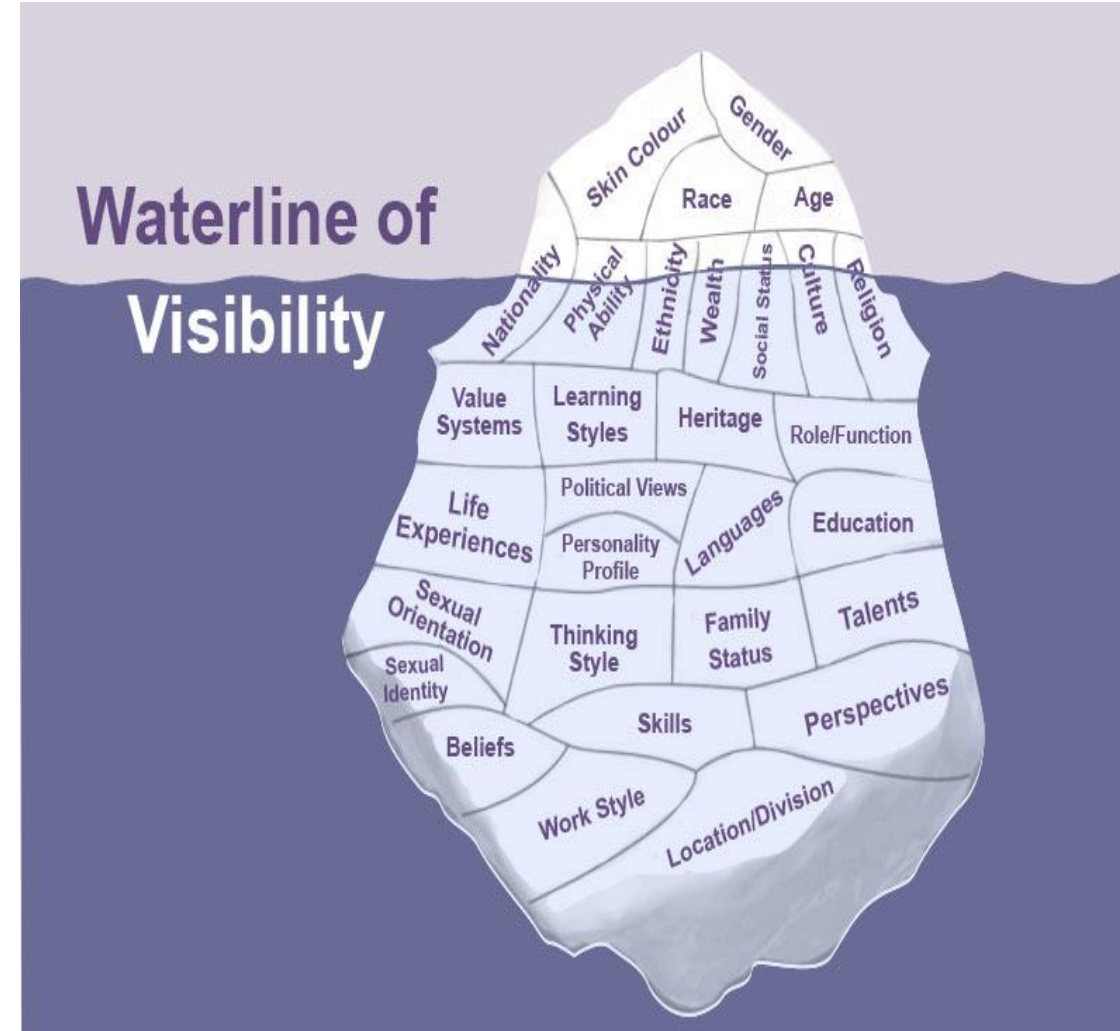 Waterline of
Visibility
Skin Colour
Gender
Race
Age
Nationality
Physical
Ability
Ethnicity
Wealth
Social Status
Culture
Religion
Value
Systems
Learning
Styles
Heritage
Role/Function
Life
Experiences
Political Views
Personality
Profile
Languages
Education
Sexual
Orientation
Sexual
Identity
Thinking
Style
Family
Status
Talents
Beliefs
Skills
Perspectives
Work Style
Location/Division